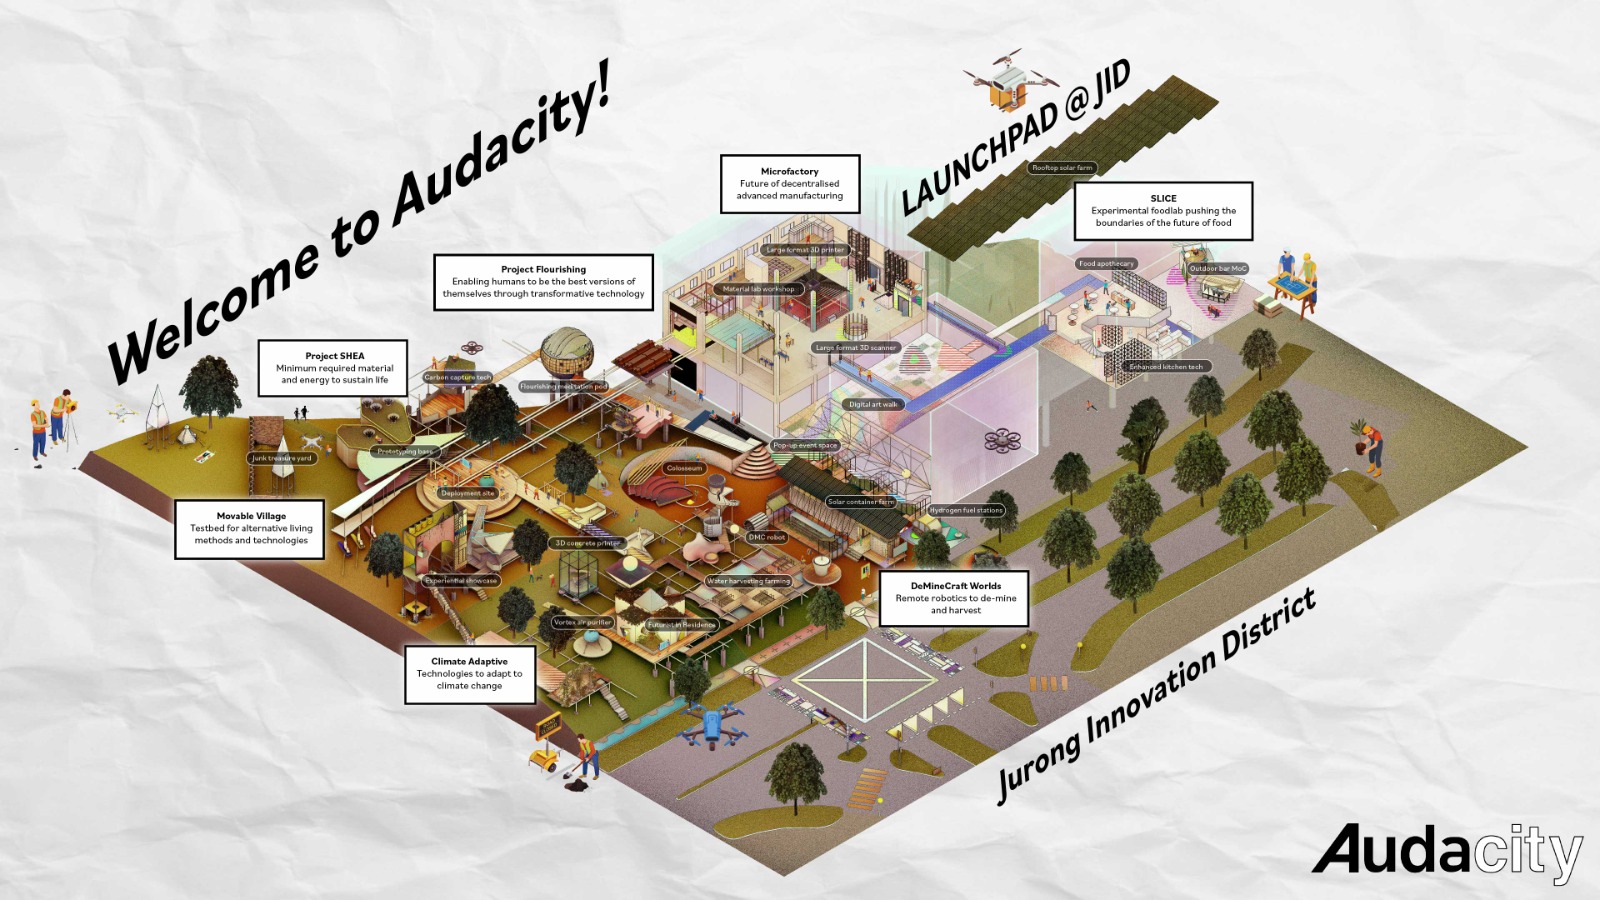 Welcome to Audacity!
LAUNCHPAD @ JID
Rooftop solar farm
Microfactory
Future of decentralised
advanced manufacturing
SLICE
Experimental foodlab pushing the
boundaries of the future of food
Project Flourishing
Enabling humans to be the best versions of
themselves through transformative technology
Large format 3D printer
Food apothecary
Outdoor bar MoC
Material lab workshop
Project SHEA
Minimum required material
and energy to sustain life
Large format 3D scanner
Enhanced kitchen tech
Carbon capture tech
Flourishing meditation pod
Digital art walk
Pop-up event space
Junk treasure yard
Prototyping base
Colosseum
Deployment site
Solar container farm
Hydrogen fuel stations
Movable Village
Testbed for alternative living
methods and technologies
3D concrete printer
DMC robot
Experiential showcase
Water harvesting farming
DeMineCraft Worlds
Remote robotics to de-mine
and harvest
Vortex air purifier
Futurist in Residence
Climate Adaptive
Technologies to adapt to
climate change
Jurong Innovation District
Audacity